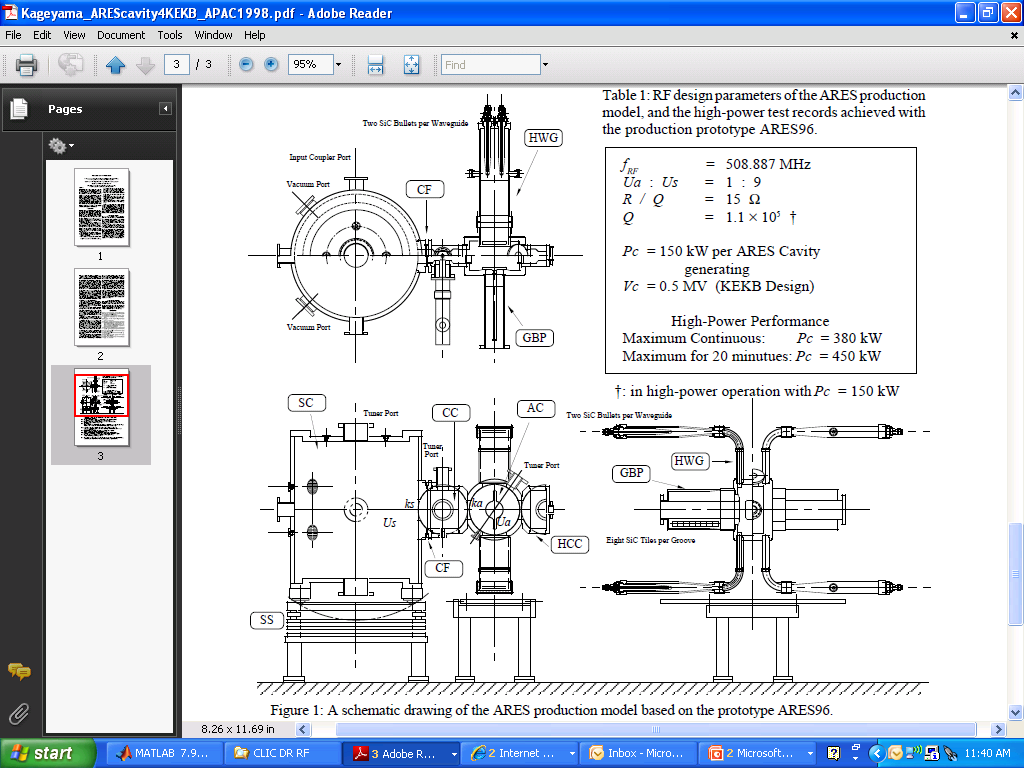 Kageyama_AREScavity4KEKB_APAC1998.pdf - Adobe Reader
File Edit View Document Tools Window Help
3 / 3 95% Find
Pages
1
2
3
Table 1: RF design parameters of the ARES production
model, and the high-power test records achieved with
the production prototype ARES96.
f RF = 508.887 MHz
Ua : Us = 1 : 9
R / Q = 15 Ω
Q = 1.1 × 10⁵ †
Pc = 150 kW per ARES Cavity
generating
Vc = 0.5 MV (KEKB Design)
High-Power Performance
Maximum Continuous: Pc = 380 kW
Maximum for 20 minutues: Pc = 450 kW
†: in high-power operation with Pc = 150 kW
Two SiC Bullets per Waveguide
HWG
Input Coupler Port
Vacuum Port
CF
Vacuum Port
GBP
SC
Tuner Port
CC
AC
Two SiC Bullets per Waveguide
Tuner
Port
Tuner Port
HWG
GBP
ks
ka
Us
Ua
HCC
Eight SiC Tiles per Groove
CF
SS
Figure 1: A schematic drawing of the ARES production model based on the prototype ARES96.
8.26 x 11.69 in
start
MATLAB 7.9...
CLIC DR RF
3 Adobe R...
2 Internet ...
Inbox - Micro...
2 Microsoft...
11:40 AM